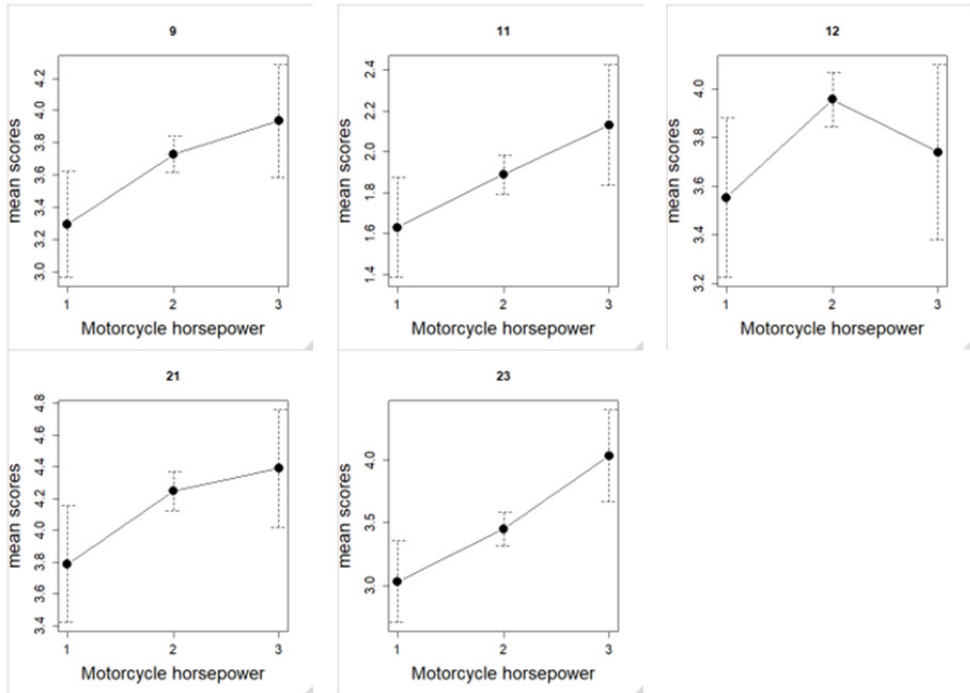 9
mean scores
4.2
4.0
3.8
3.6
3.4
3.2
3.0
1 2 3
Motorcycle horsepower
11
mean scores
2.4
2.2
2.0
1.8
1.6
1.4
1 2 3
Motorcycle horsepower
12
mean scores
4.0
3.8
3.6
3.4
3.2
1 2 3
Motorcycle horsepower
21
mean scores
4.8
4.6
4.4
4.2
4.0
3.8
3.6
3.4
1 2 3
Motorcycle horsepower
23
mean scores
4.0
3.5
3.0
1 2 3
Motorcycle horsepower